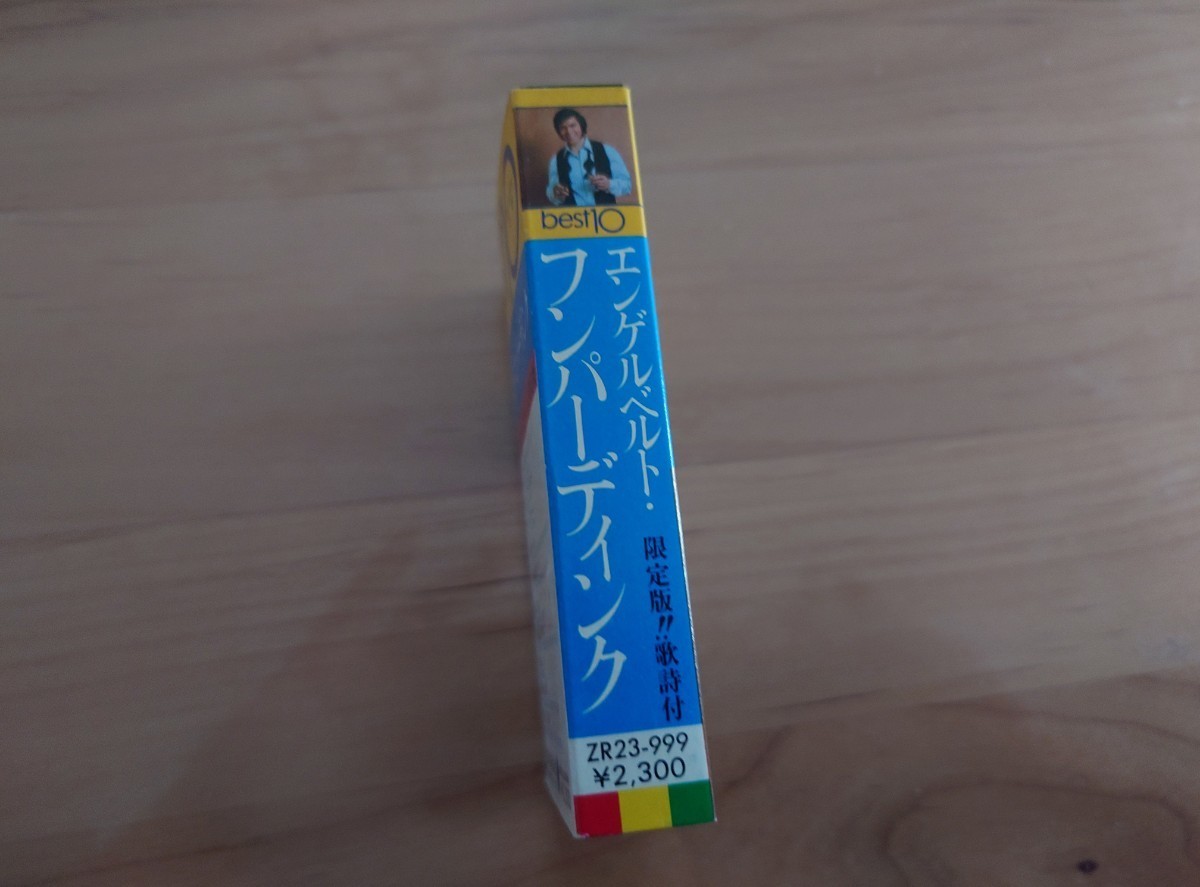 best10
エンゲルベルト・
フンパーディンク
限定版!!歌詩付
ZR23-999
¥2,300